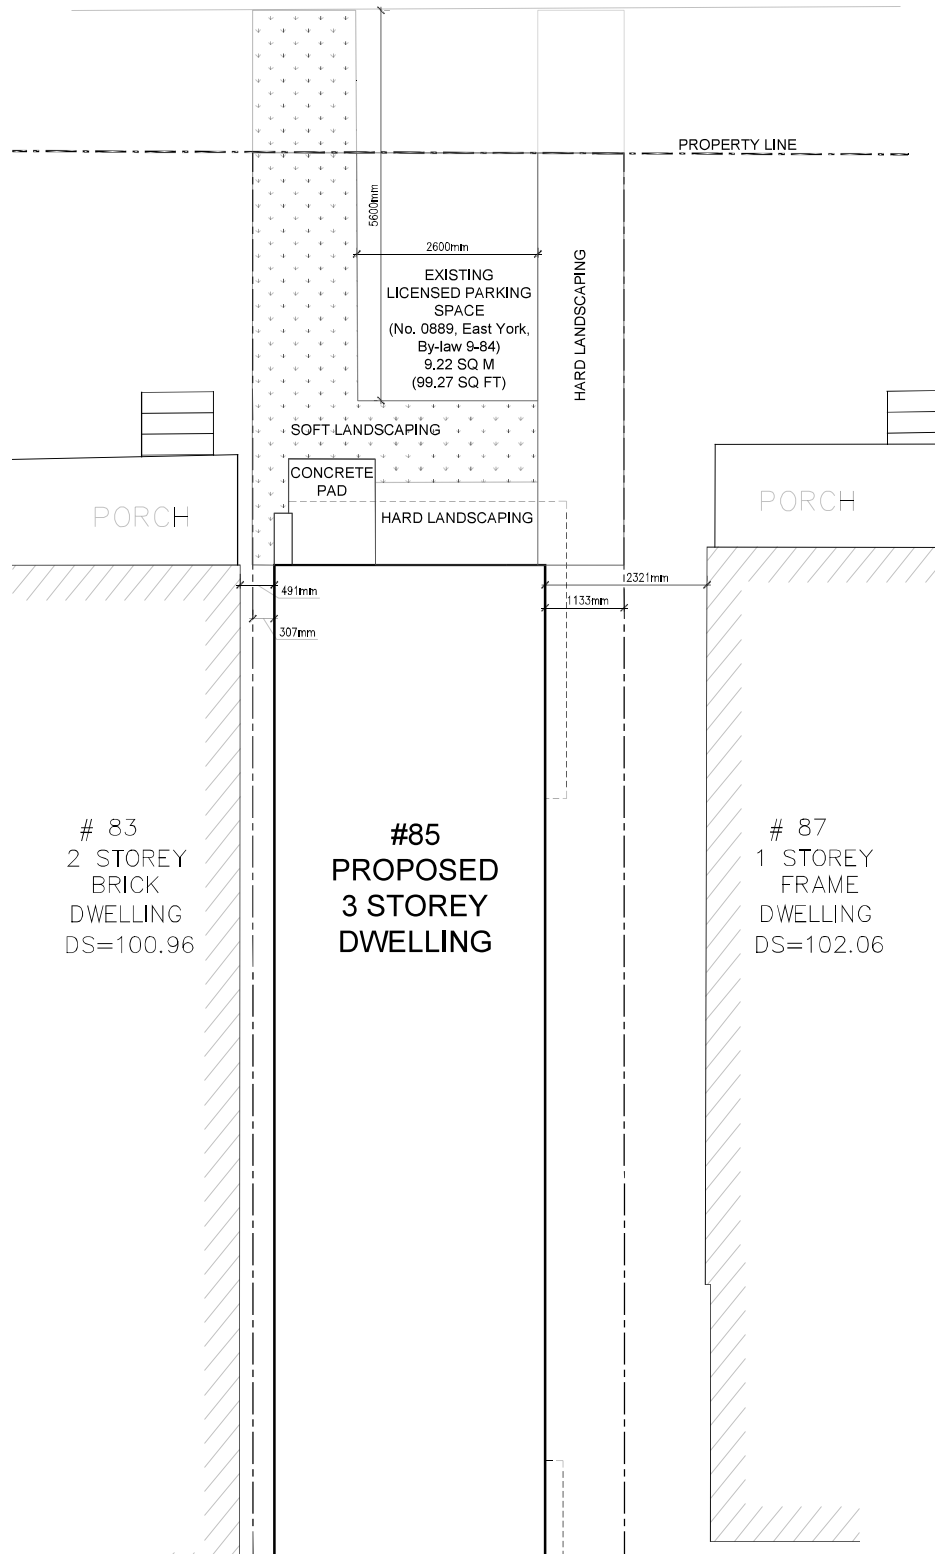 PROPERTY LINE
5600mm
2600mm
EXISTING
LICENSED PARKING
SPACE
(No. 0889, East York,
By-law 9-84)
9.22 SQ M
(99.27 SQ FT)
HARD LANDSCAPING
SOFT LANDSCAPING
CONCRETE
PAD
HARD LANDSCAPING
PORCH
PORCH
491mm
2321mm
1133mm
307mm
# 83
2 STOREY
BRICK
DWELLING
DS=100.96
#85
PROPOSED
3 STOREY
DWELLING
# 87
1 STOREY
FRAME
DWELLING
DS=102.06